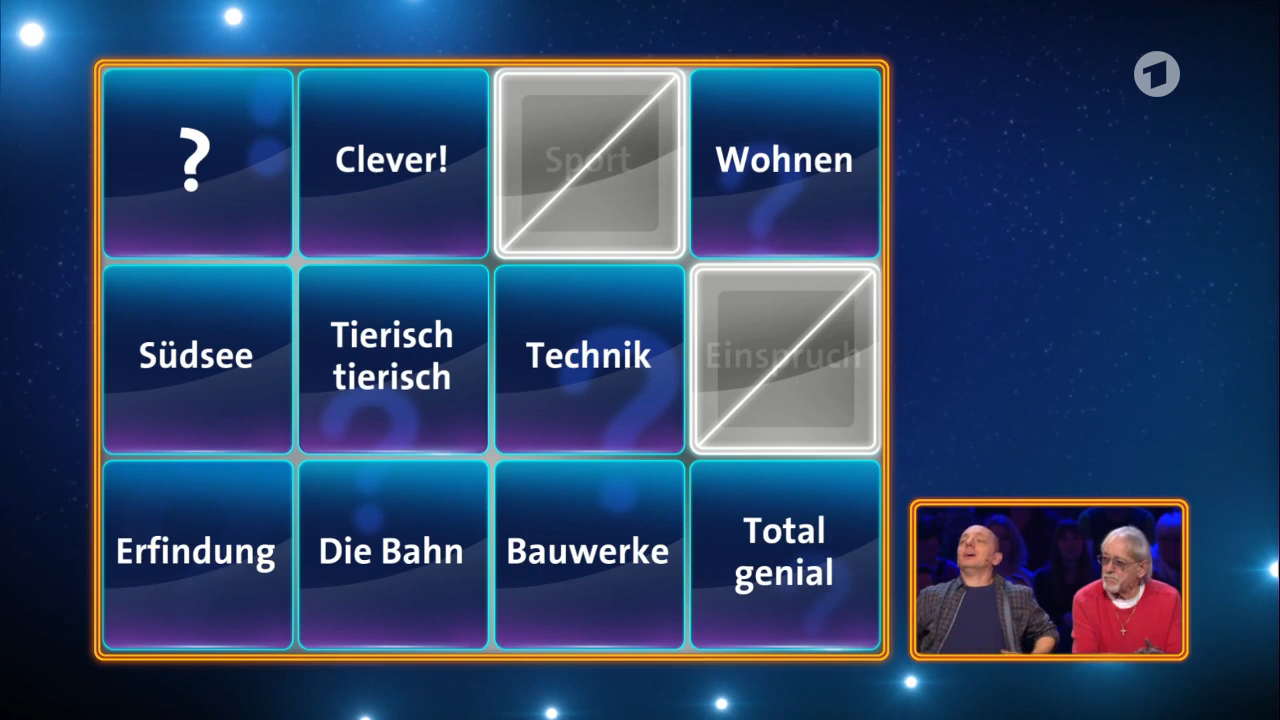 ?
Clever!
Sport
Wohnen
Südsee
Tierisch
tierisch
Technik
Einspruch
Erfindung
Die Bahn
Bauwerke
Total
genial
1